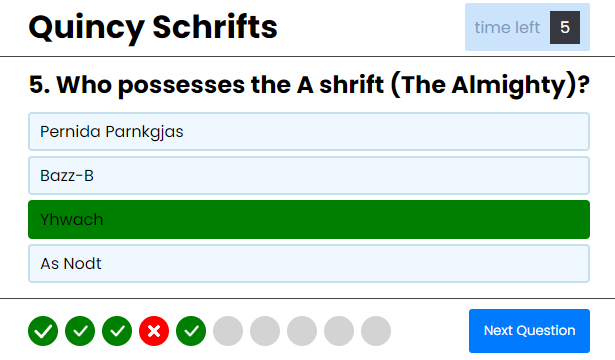 Quincy Schrifts
time left 5
5. Who possesses the A shrift (The Almighty)?
Pernida Parnkgjas
Bazz-B
Yhwach
As Nodt
Next Question